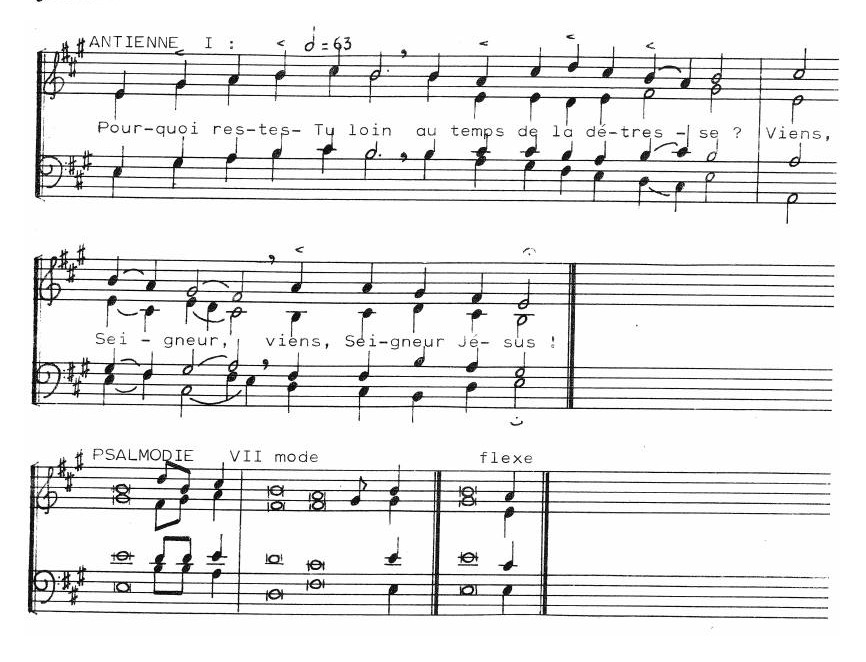 ANTIENNE I : 𝅗𝅥 = 63
Pour-quoi res-tes- Tu loin au temps de la dé-tres - se ? Viens,
Sei - gneur, viens, Sei-gneur Jé- sus !
PSALMODIE VII mode flexe